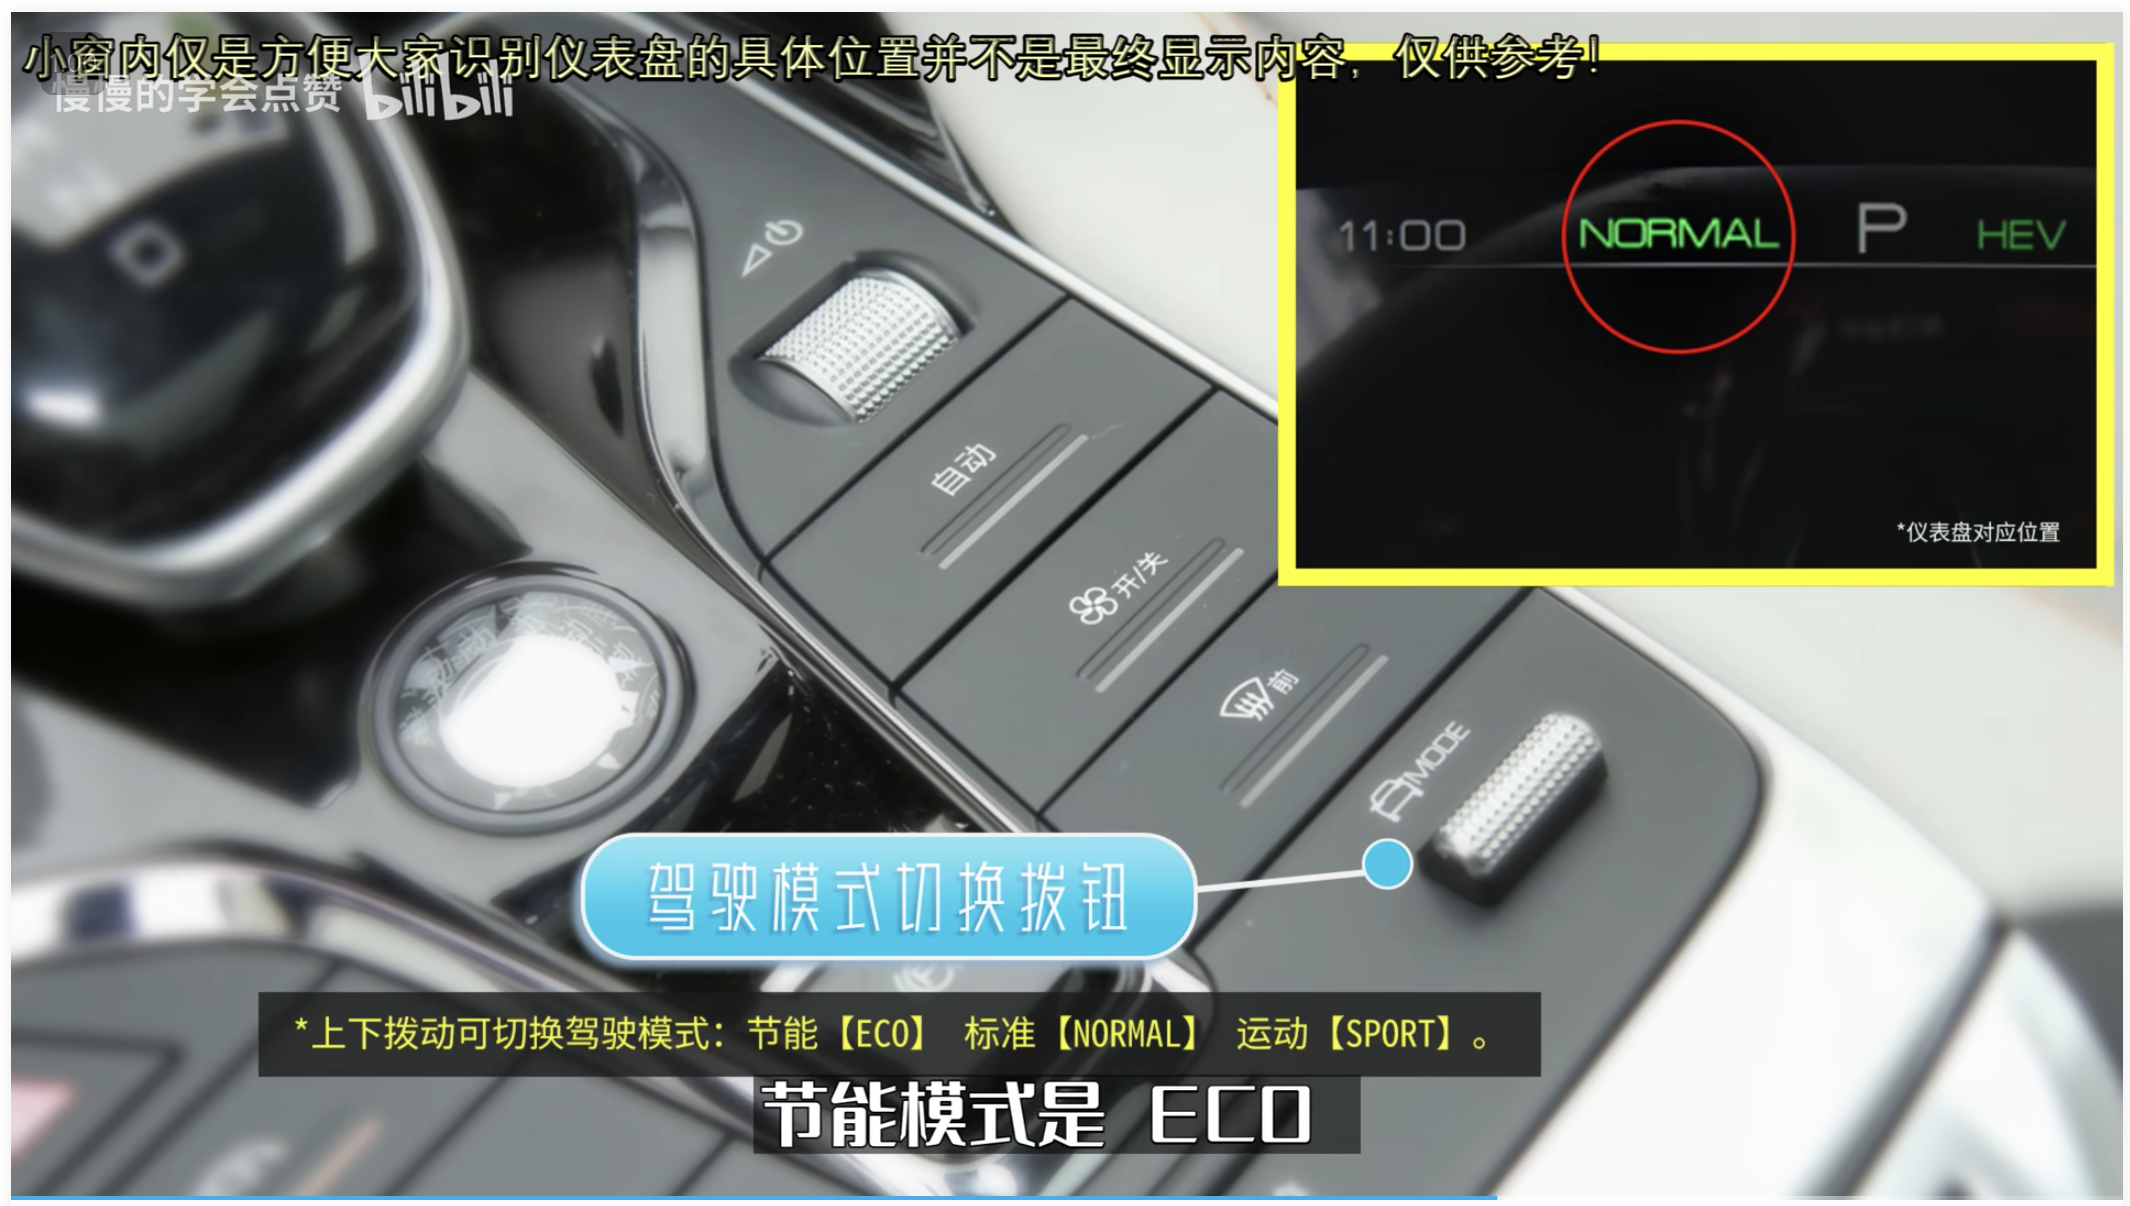 小窗内仅是方便大家识别仪表盘的具体位置并不是最终显示内容，仅供参考！
慢慢的学会点赞 bilibili
11:00 NORMAL P HEV
自动
开/关
前
*仪表盘对应位置
MODE
驾驶模式切换拨钮
*上下拨动可切换驾驶模式：节能【ECO】 标准【NORMAL】 运动【SPORT】。
节能模式是 ECO